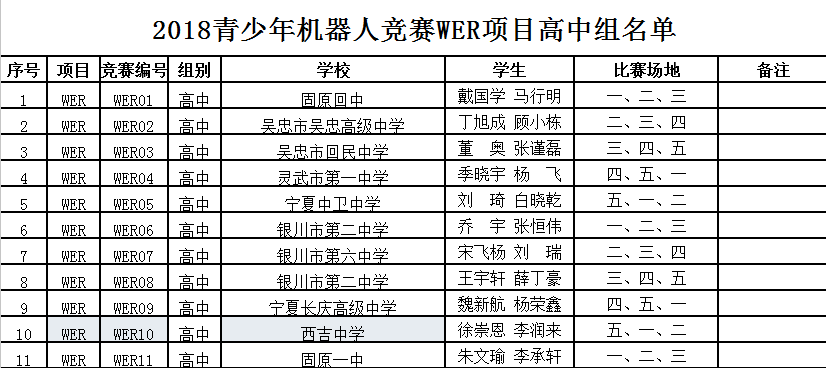 2018青少年机器人竞赛WER项目高中组名单
序号 项目 竞赛编号 组别 学校 学生 比赛场地 备注
1 WER WER01 高中 固原回中 戴国学 马行明 一、二、三
2 WER WER02 高中 吴忠市吴忠高级中学 丁旭成 顾小栋 二、三、四
3 WER WER03 高中 吴忠市回民中学 董 奥 张谨磊 三、四、五
4 WER WER04 高中 灵武市第一中学 季晓宇 杨 飞 四、五、一
5 WER WER05 高中 宁夏中卫中学 刘 琦 白晓乾 五、一、二
6 WER WER06 高中 银川市第二中学 乔 宇 张恒伟 一、二、三
7 WER WER07 高中 银川市第六中学 宋飞杨 刘 瑞 二、三、四
8 WER WER08 高中 银川市第二中学 王宇轩 薛丁豪 三、四、五
9 WER WER09 高中 宁夏长庆高级中学 魏新航 杨荣鑫 四、五、一
10 WER WER10 高中 西吉中学 徐崇恩 李润来 五、一、二
11 WER WER11 高中 固原一中 朱文瑜 李承轩 一、二、三